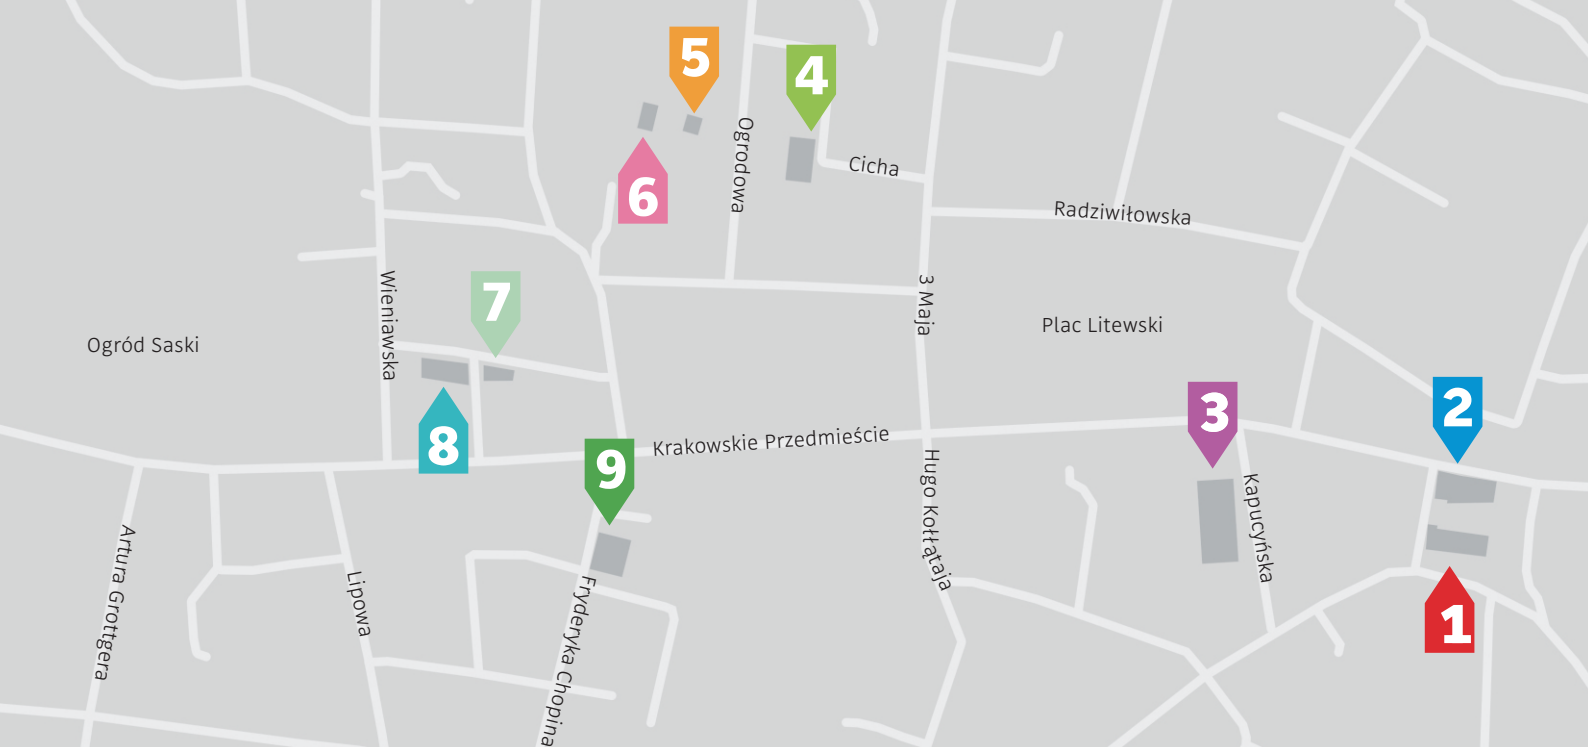 5
4
Ogrodowa
Cicha
6
Radziwiłowska
Wieniawska
7
3 Maja
Plac Litewski
Ogród Saski
3
2
8
Krakowskie Przedmieście
9
Hugo Kołłątaja
Kapucyńska
Artura Grottgera
Lipowa
Fryderyka Chopina
1